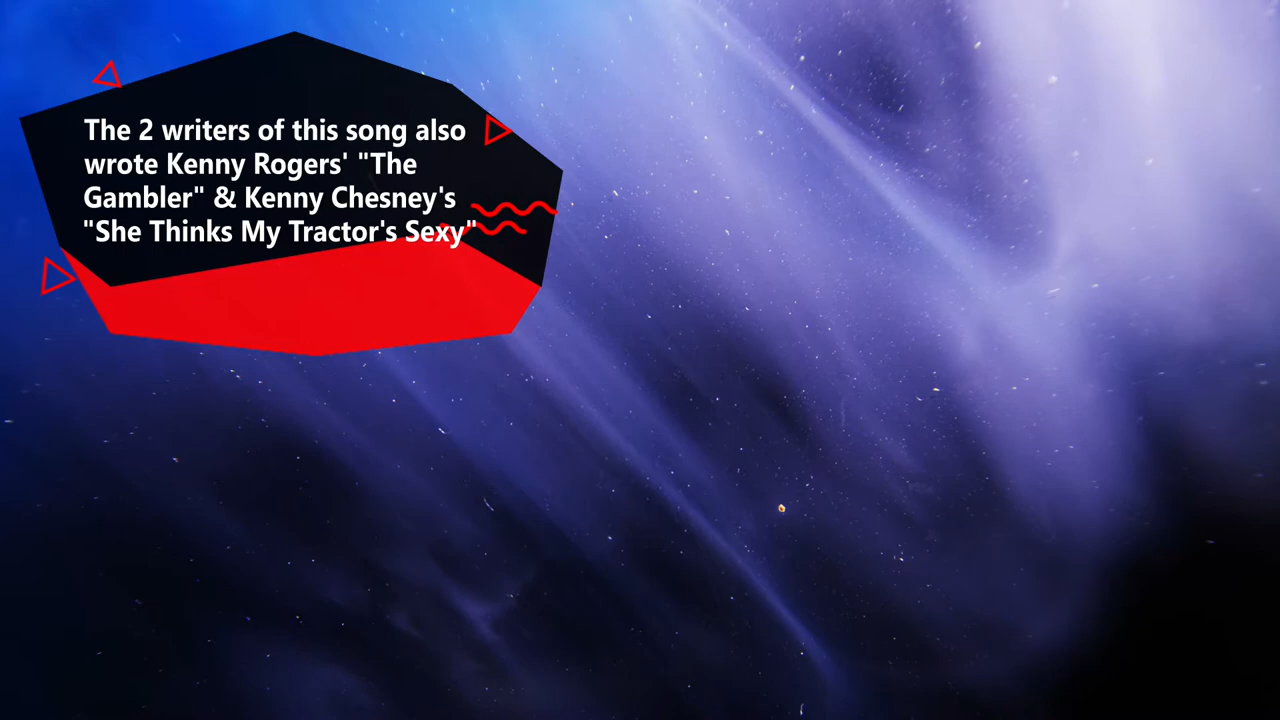 The 2 writers of this song also
wrote Kenny Rogers' "The
Gambler" & Kenny Chesney's
"She Thinks My Tractor's Sexy"